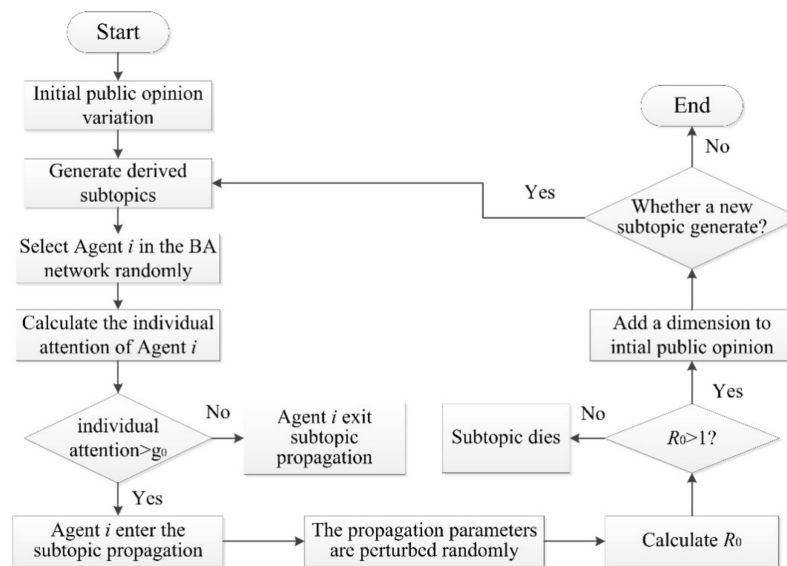 Start
Initial public opinion
variation
Generate derived
subtopics
Select Agent i in the BA
network randomly
Calculate the individual
attention of Agent i
individual
attention>g₀
No
Agent i exit
subtopic
propagation
Yes
Agent i enter the
subtopic propagation
The propagation parameters
are perturbed randomly
Calculate R₀
R₀>1?
No
Subtopic dies
Yes
Add a dimension to
intial public opinion
Whether a new
subtopic generate?
Yes
No
End